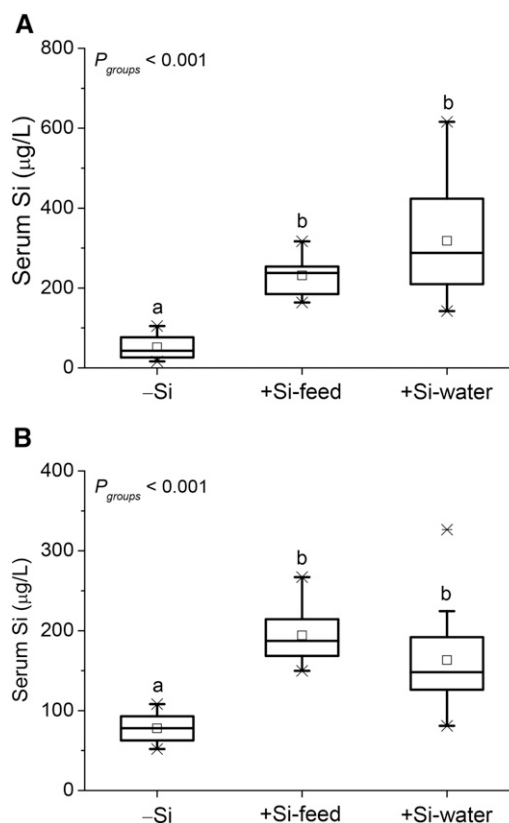 A
P groups < 0.001
Serum Si (µg/L)
800
600
400
200
0
a
b
b
–Si
+Si-feed
+Si-water
B
P groups < 0.001
Serum Si (µg/L)
400
300
200
100
0
a
b
b
–Si
+Si-feed
+Si-water